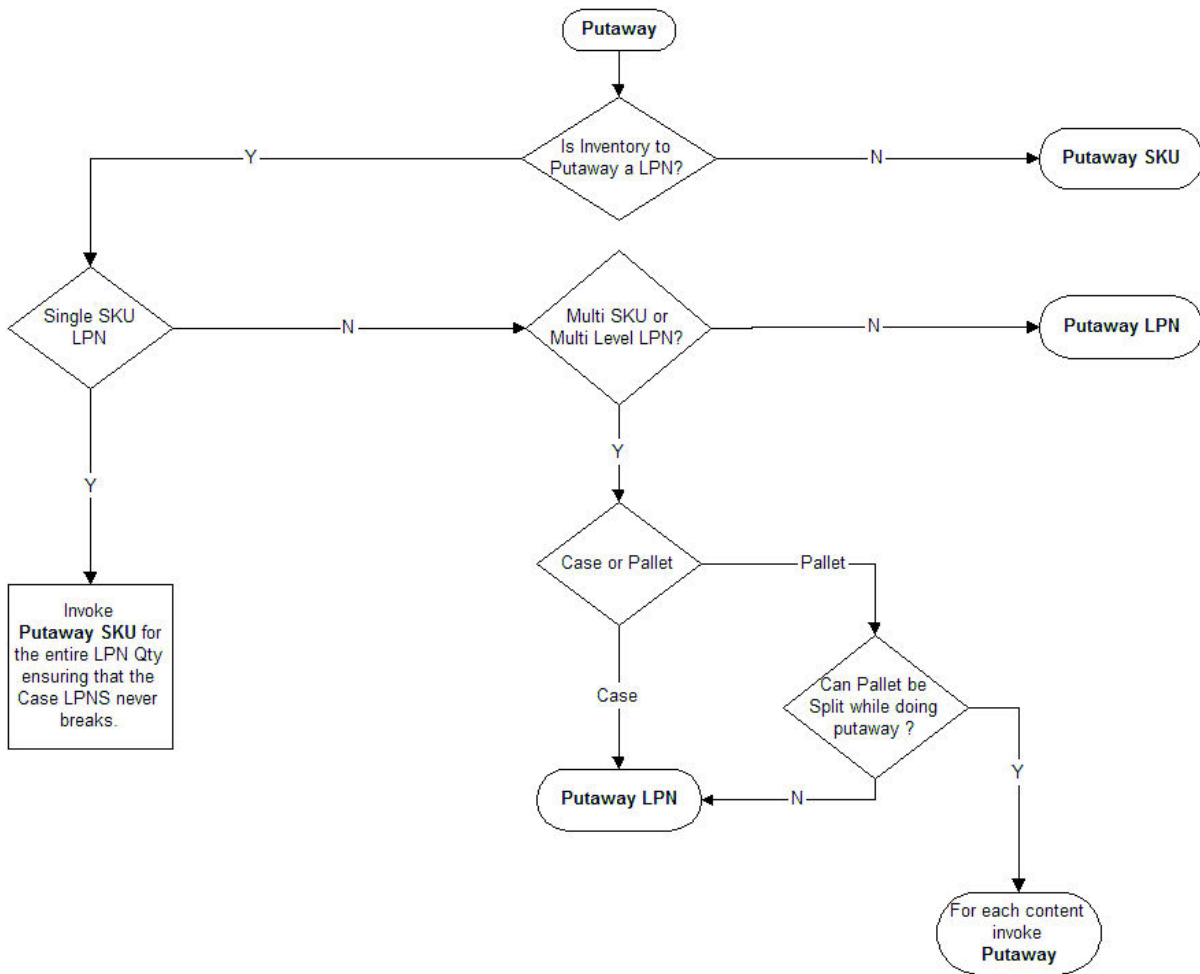 Putaway
Is Inventory to
Putaway a LPN?
Y
N
Putaway SKU
Single SKU
LPN
N
Multi SKU or
Multi Level LPN?
N
Putaway LPN
Y
Y
Case or Pallet
Pallet
Invoke
Putaway SKU for
the entire LPN Qty
ensuring that the
Case LPNS never
breaks.
Case
Can Pallet be
Split while doing
putaway ?
Y
Putaway LPN
N
For each content
invoke
Putaway